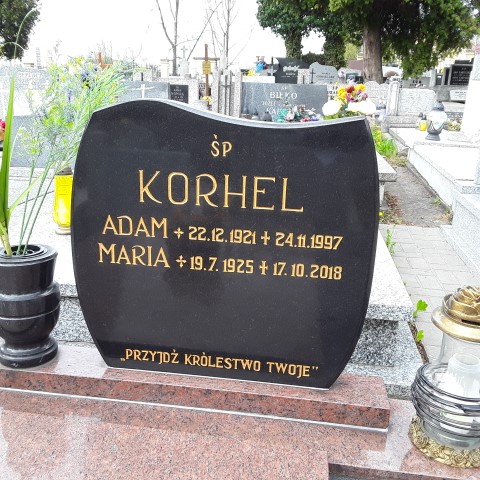 ŚP
KORHEL
ADAM + 22.12.1921 + 24.11.1997
MARIA + 19.7.1925 + 17.10.2018
„PRZYJDŹ KRÓLESTWO TWOJE"